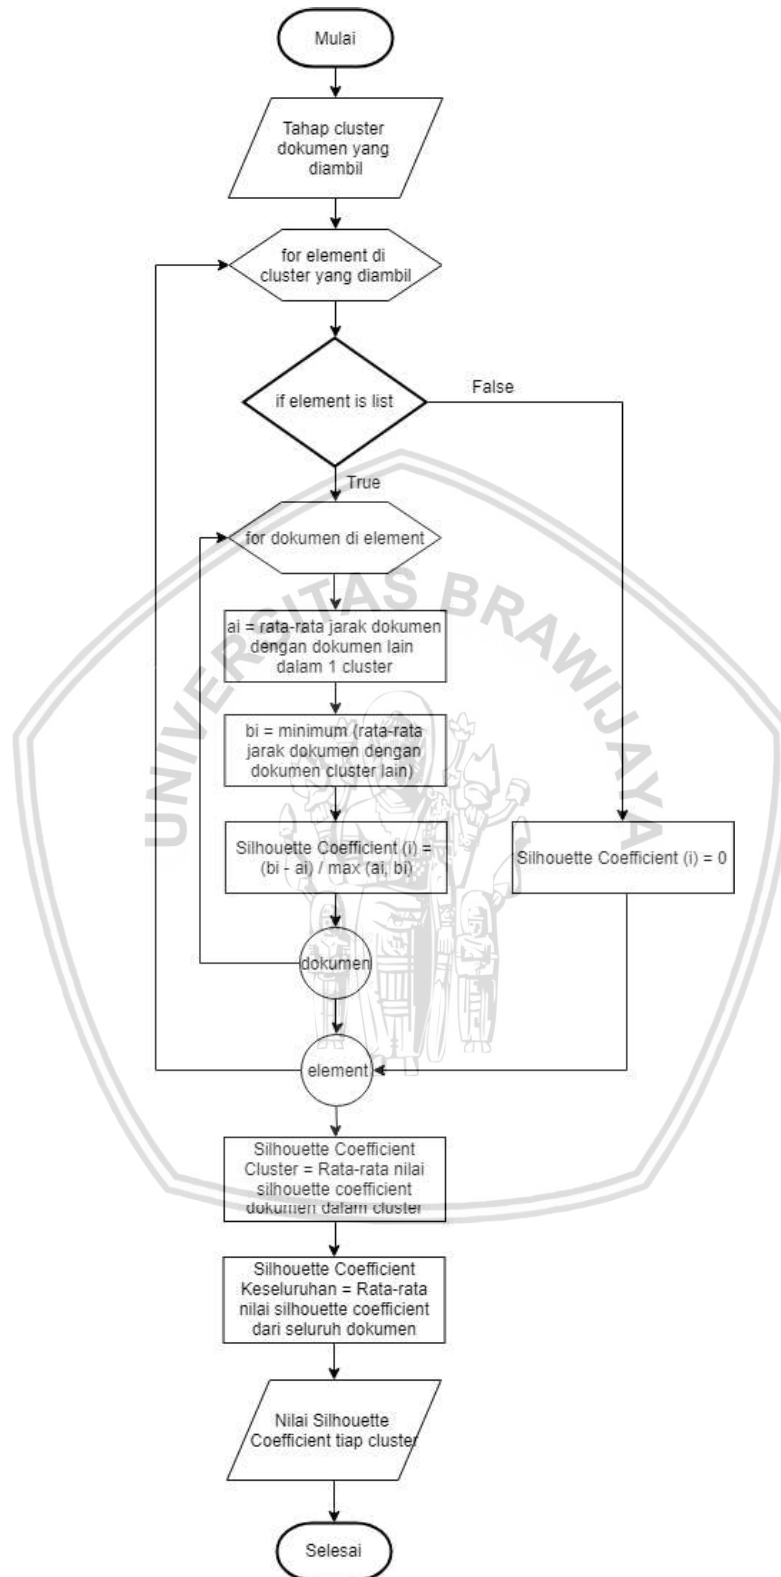 Mulai
Tahap cluster
dokumen yang
diambil
for element di
cluster yang diambil
if element is list
False
True
for dokumen di element
ai = rata-rata jarak dokumen
dengan dokumen lain
dalam 1 cluster
bi = minimum (rata-rata
jarak dokumen dengan
dokumen cluster lain)
Silhouette Coefficient (i) =
(bi - ai) / max (ai, bi)
Silhouette Coefficient (i) = 0
dokumen
element
Silhouette Coefficient
Cluster = Rata-rata nilai
silhouette coefficient
dokumen dalam cluster
Silhouette Coefficient
Keseluruhan = Rata-rata
nilai silhouette coefficient
dari seluruh dokumen
Nilai Silhouette
Coefficient tiap cluster
Selesai
UNIVERSITAS BRAWIJAYA